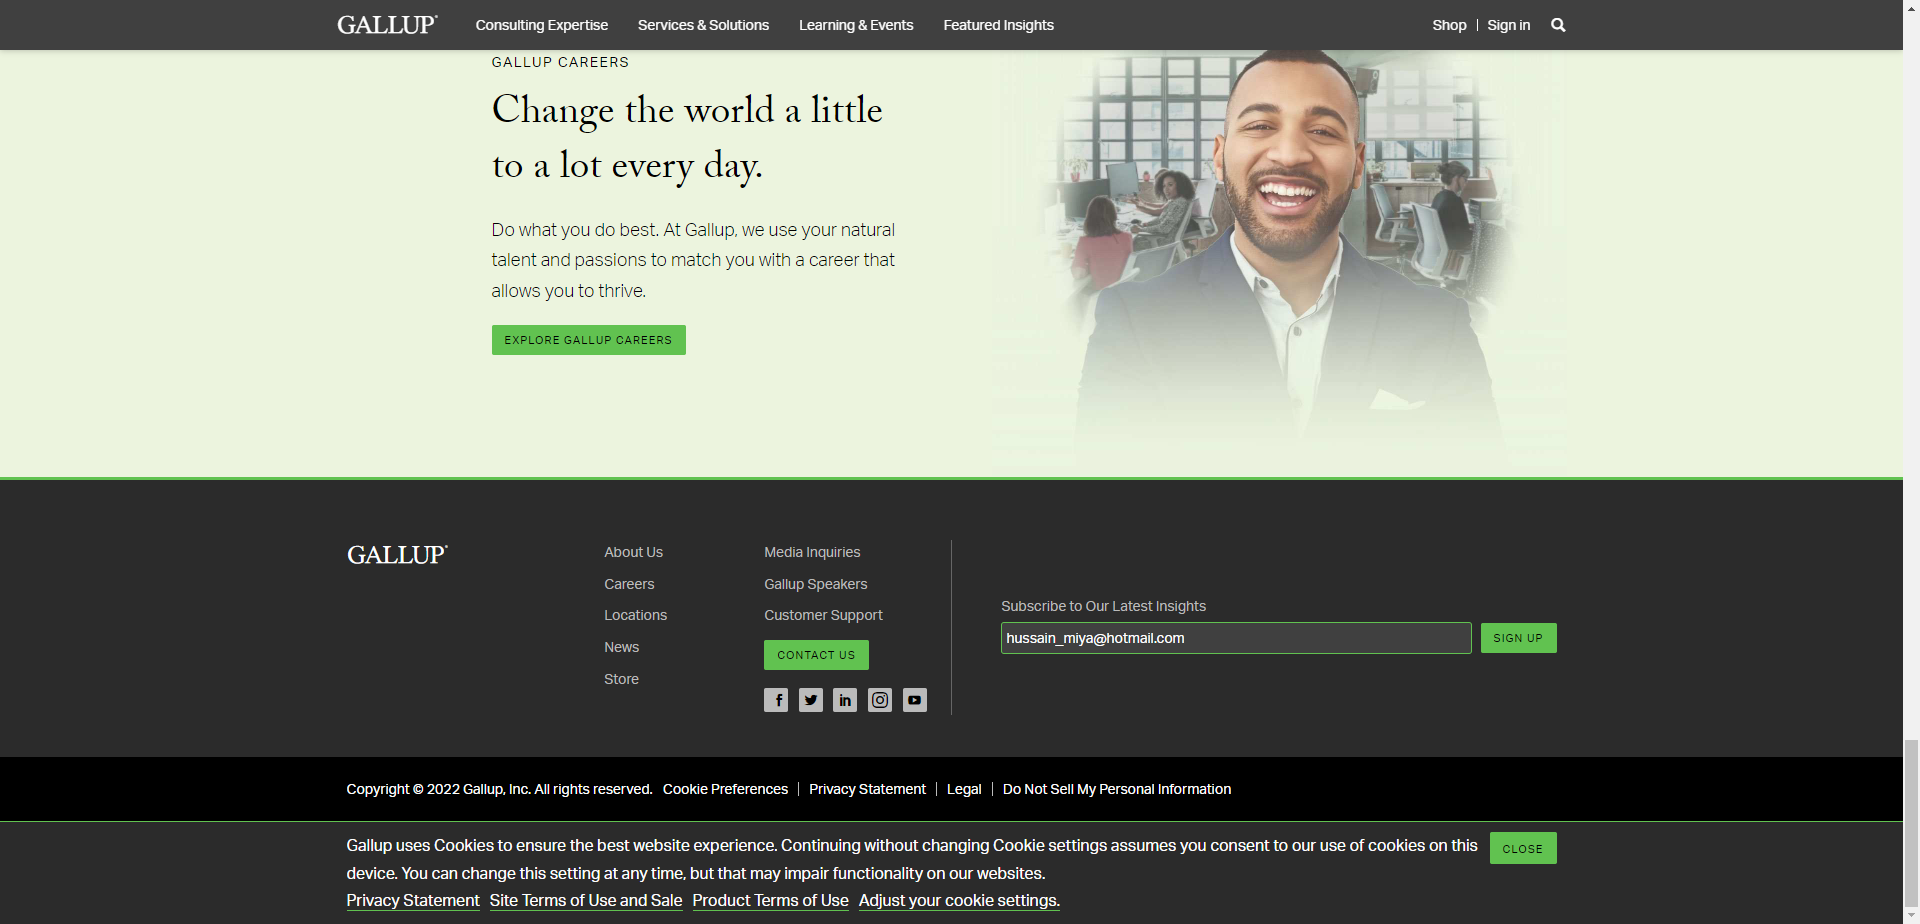 GALLUP®
Consulting Expertise
Services & Solutions
Learning & Events
Featured Insights
Shop
Sign in
GALLUP CAREERS
Change the world a little
to a lot every day.
Do what you do best. At Gallup, we use your natural
talent and passions to match you with a career that
allows you to thrive.
EXPLORE GALLUP CAREERS
GALLUP®
About Us
Careers
Locations
News
Store
Media Inquiries
Gallup Speakers
Customer Support
CONTACT US
Subscribe to Our Latest Insights
hussain_miya@hotmail.com
SIGN UP
Copyright © 2022 Gallup, Inc. All rights reserved. Cookie Preferences | Privacy Statement | Legal | Do Not Sell My Personal Information
Gallup uses Cookies to ensure the best website experience. Continuing without changing Cookie settings assumes you consent to our use of cookies on this
device. You can change this setting at any time, but that may impair functionality on our websites.
Privacy Statement Site Terms of Use and Sale Product Terms of Use Adjust your cookie settings.
CLOSE